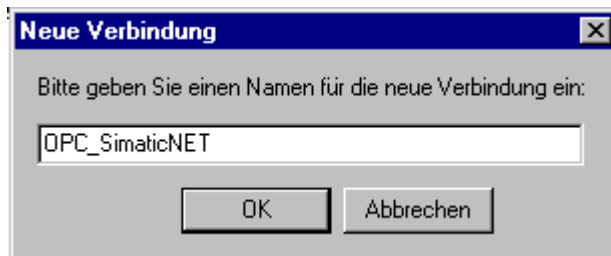 Neue Verbindung
Bitte geben Sie einen Namen für die neue Verbindung ein:
OPC_SimaticNET
OK Abbrechen